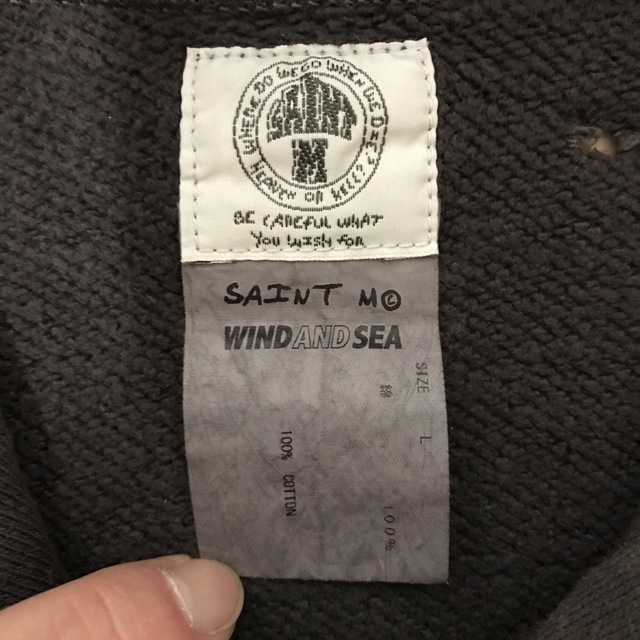 WHERE DO WE GO WHEN WE DIE?
HEAVEN OR HELL?
SAINT
M
BE CAREFUL WHAT
YOU WISH FOR
SAINT M©
WINDANDSEA
SIZE L
綿 100%
100% COTTON